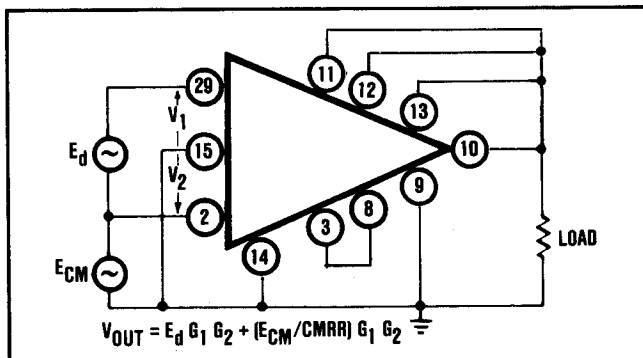 11
12
13
29
V1
15
10
Ed
V2
9
2
3
8
14
LOAD
ECM
VOUT = Ed G1 G2 + (ECM/CMRR) G1 G2